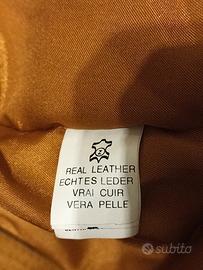 REAL LEATHER
ECHTES LEDER
VRAI CUIR
VERA PELLE
subito